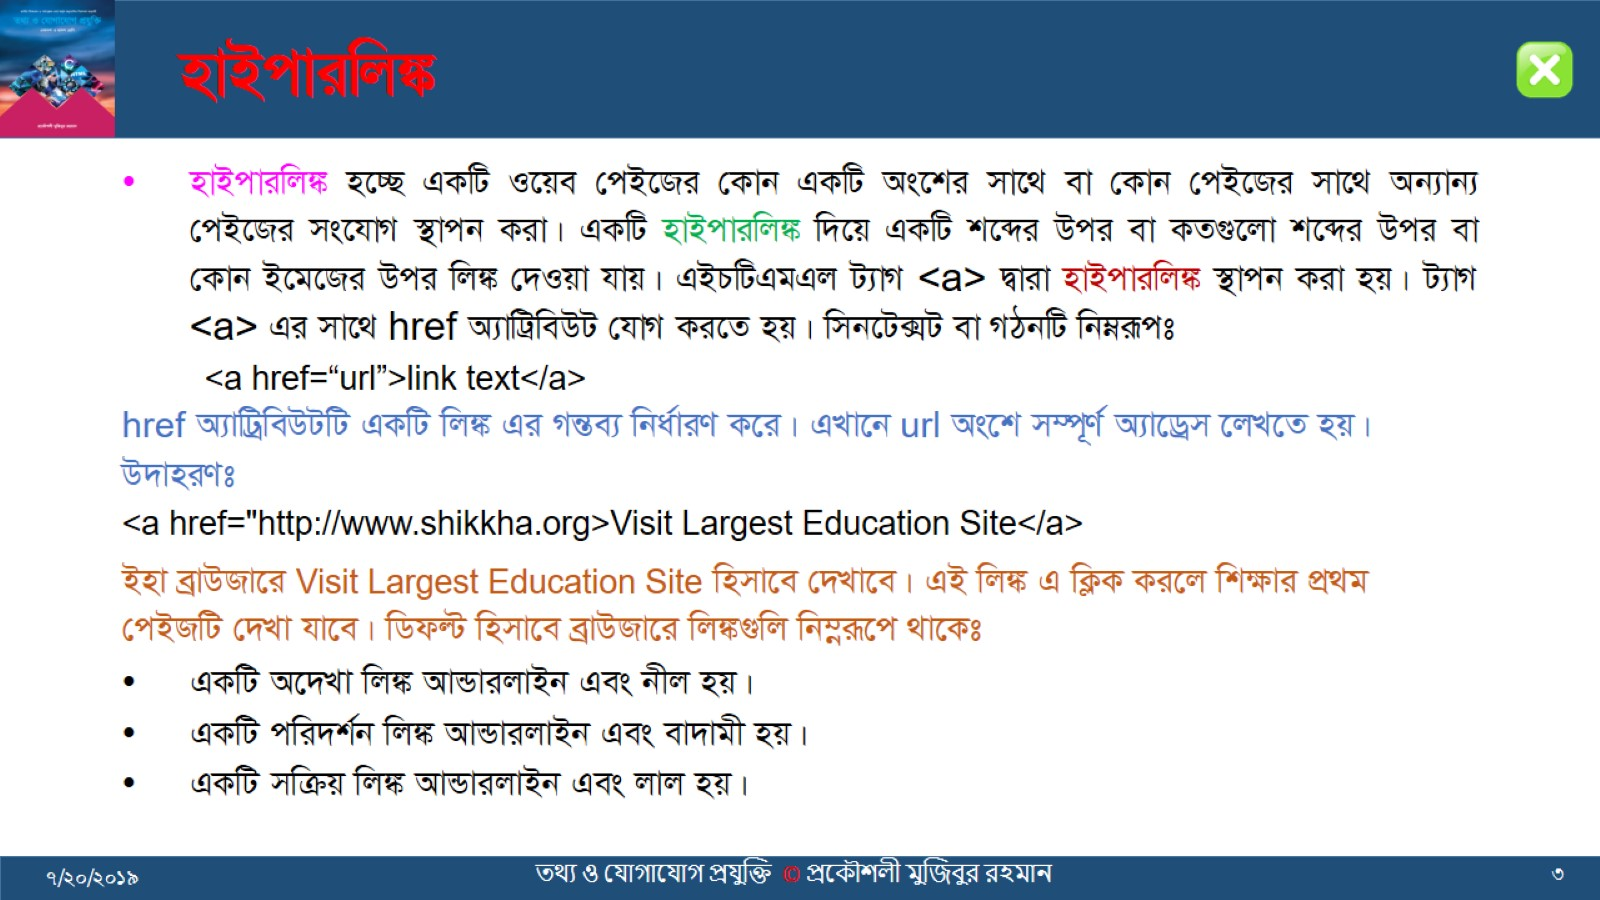 তথ্য ও যোগাযোগ প্রযুক্তি
হাইপারলিঙ্ক
• হাইপারলিঙ্ক হচ্ছে একটি ওয়েব পেইজের কোন একটি অংশের সাথে বা কোন পেইজের সাথে অন্যান্য
পেইজের সংযোগ স্থাপন করা। একটি হাইপারলিঙ্ক দিয়ে একটি শব্দের উপর বা কতগুলো শব্দের উপর বা
কোন ইমেজের উপর লিঙ্ক দেওয়া যায়। এইচটিএমএল ট্যাগ <a> দ্বারা হাইপারলিঙ্ক স্থাপন করা হয়। ট্যাগ
<a> এর সাথে href অ্যাট্রিবিউট যোগ করতে হয়। সিনটেক্সট বা গঠনটি নিম্নরূপঃ
<a href=“url”>link text</a>
href অ্যাট্রিবিউটটি একটি লিঙ্ক এর গন্তব্য নির্ধারণ করে। এখানে url অংশে সম্পূর্ণ অ্যাড্রেস লেখতে হয়।
উদাহরণঃ
<a href="http://www.shikkha.org>Visit Largest Education Site</a>
ইহা ব্রাউজারে Visit Largest Education Site হিসাবে দেখাবে। এই লিঙ্ক এ ক্লিক করলে শিক্ষার প্রথম
পেইজটি দেখা যাবে। ডিফল্ট হিসাবে ব্রাউজারে লিঙ্কগুলি নিম্নরূপে থাকেঃ
• একটি অদেখা লিঙ্ক আন্ডারলাইন এবং নীল হয়।
• একটি পরিদর্শন লিঙ্ক আন্ডারলাইন এবং বাদামী হয়।
• একটি সক্রিয় লিঙ্ক আন্ডারলাইন এবং লাল হয়।
৭/২০/২০১৯
তথ্য ও যোগাযোগ প্রযুক্তি © প্রকৌশলী মুজিবুর রহমান
৩